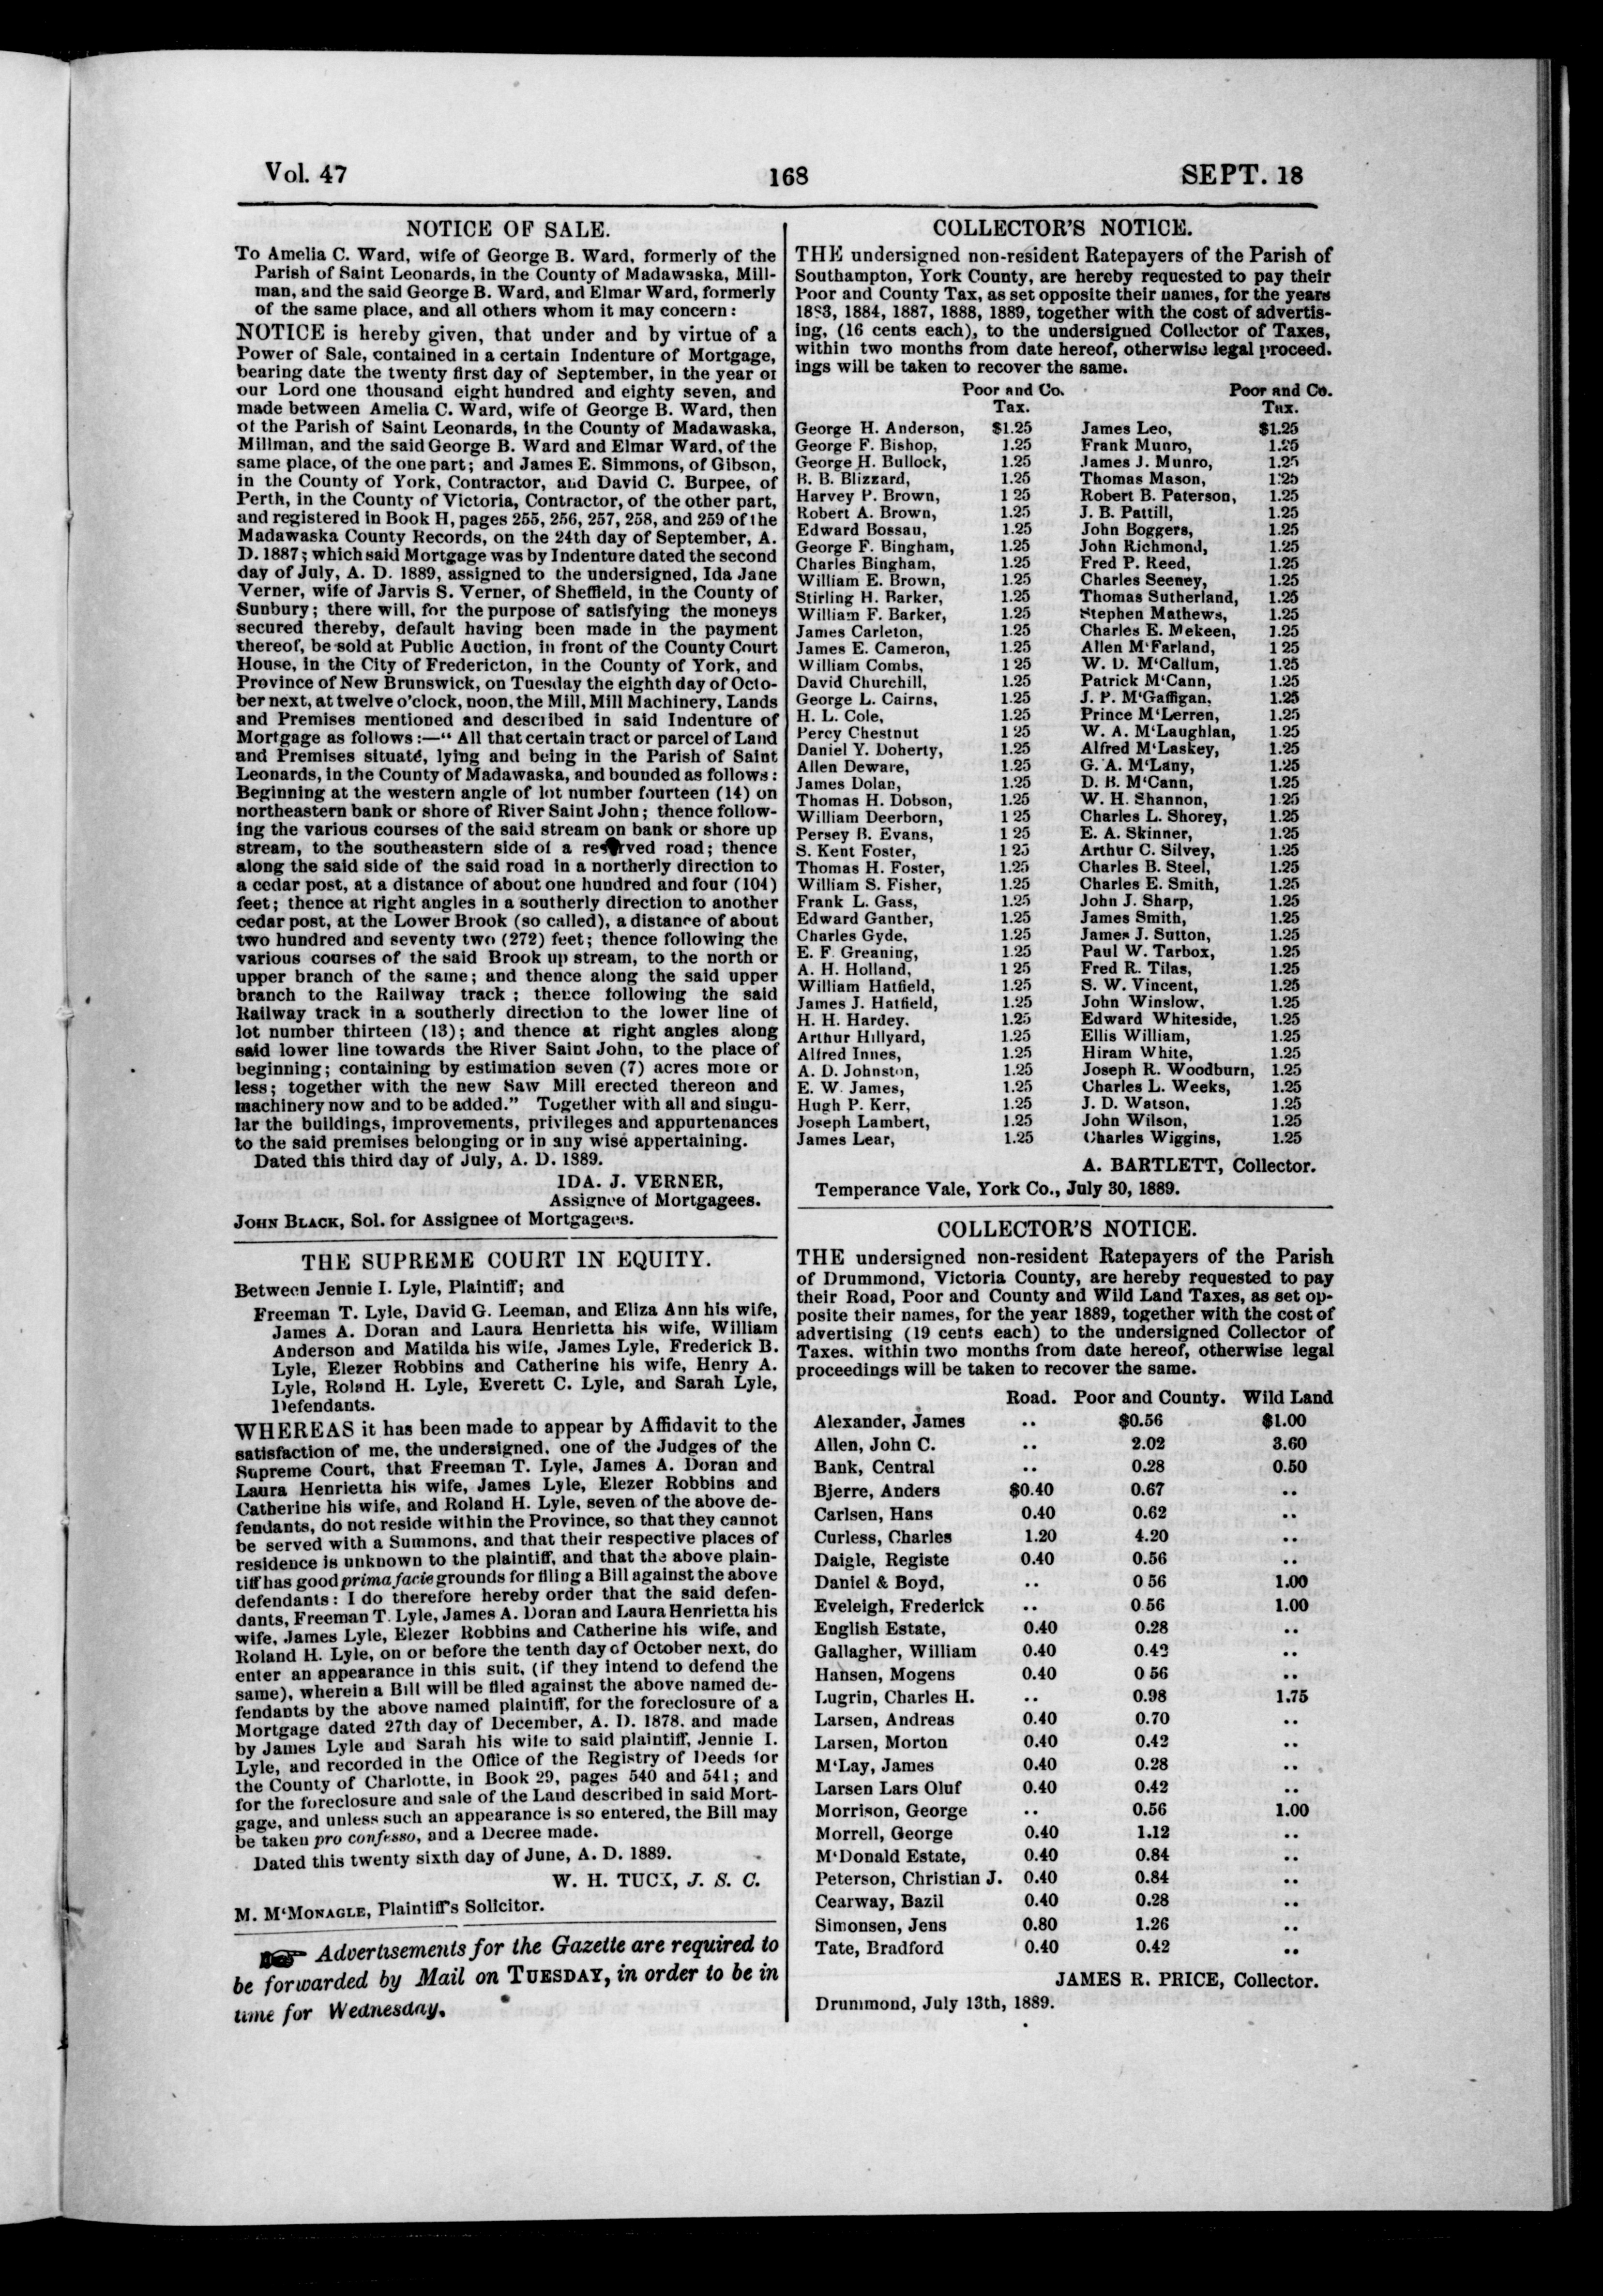 Vol. 47 168 SEPT. 18
NOTICE OF SALE.
To Amelia C. Ward, wife of George B. Ward, formerly of the
Parish of Saint Leonards, in the County of Madawaska, Mill-
man, and the said George B. Ward, and Elmar Ward, formerly
of the same place, and all others whom it may concern:
NOTICE is hereby given, that under and by virtue of a
Power of Sale, contained in a certain Indenture of Mortgage,
bearing date the twenty first day of September, in the year of
our Lord one thousand eight hundred and eighty seven, and
made between Amelia C. Ward, wife of George B. Ward, then
of the Parish of Saint Leonards, in the County of Madawaska,
Millman, and the said George B. Ward and Elmar Ward, of the
same place, of the one part; and James E. Simmons, of Gibson,
in the County of York, Contractor, and David C. Burpee, of
Perth, in the County of Victoria, Contractor, of the other part,
and registered in Book H, pages 255, 256, 257, 258, and 259 of the
Madawaska County Records, on the 24th day of September, A.
D. 1887; which said Mortgage was by Indenture dated the second
day of July, A. D. 1889, assigned to the undersigned, Ida Jane
Verner, wife of Jarvis S. Verner, of Sheffield, in the County of
Sunbury; there will, for the purpose of satisfying the moneys
secured thereby, default having been made in the payment
thereof, be sold at Public Auction, in front of the County Court
House, in the City of Fredericton, in the County of York, and
Province of New Brunswick, on Tuesday the eighth day of Octo-
ber next, at twelve o'clock, noon, the Mill, Mill Machinery, Lands
and Premises mentioned and described in said Indenture of
Mortgage as follows:—“ All that certain tract or parcel of Land
and Premises situate, lying and being in the Parish of Saint
Leonards, in the County of Madawaska, and bounded as follows:
Beginning at the western angle of lot number fourteen (14) on
northeastern bank or shore of River Saint John; thence follow-
ing the various courses of the said stream on bank or shore up
stream, to the southeastern side of a reserved road; thence
along the said side of the said road in a northerly direction to
a cedar post, at a distance of about one hundred and four (104)
feet; thence at right angles in a southerly direction to another
cedar post, at the Lower Brook (so called), a distance of about
two hundred and seventy two (272) feet; thence following the
various courses of the said Brook up stream, to the north or
upper branch of the same; and thence along the said upper
branch to the Railway track ; thence following the said
Railway track in a southerly direction to the lower line of
lot number thirteen (13); and thence at right angles along
said lower line towards the River Saint John, to the place of
beginning; containing by estimation seven (7) acres more or
less; together with the new Saw Mill erected thereon and
machinery now and to be added.” Together with all and singu-
lar the buildings, improvements, privileges and appurtenances
to the said premises belonging or in any wise appertaining.
Dated this third day of July, A. D. 1889.
IDA. J. VERNER,
Assignee of Mortgagees.
JOHN BLACK, Sol. for Assignee of Mortgagees.
THE SUPREME COURT IN EQUITY.
Between Jennie I. Lyle, Plaintiff; and
Freeman T. Lyle, David G. Leeman, and Eliza Ann his wife,
James A. Doran and Laura Henrietta his wife, William
Anderson and Matilda his wife, James Lyle, Frederick B.
Lyle, Elezer Robbins and Catherine his wife, Henry A.
Lyle, Roland H. Lyle, Everett C. Lyle, and Sarah Lyle,
Defendants.
WHEREAS it has been made to appear by Affidavit to the
satisfaction of me, the undersigned, one of the Judges of the
Supreme Court, that Freeman T. Lyle, James A. Doran and
Laura Henrietta his wife, James Lyle, Elezer Robbins and
Catherine his wife, and Roland H. Lyle, seven of the above de-
fendants, do not reside within the Province, so that they cannot
be served with a Summons, and that their respective places of
residence is unknown to the plaintiff, and that the above plain-
tiff has good prima facie grounds for filing a Bill against the above
defendants: I do therefore hereby order that the said defen-
dants, Freeman T. Lyle, James A. Doran and Laura Henrietta his
wife, James Lyle, Elezer Robbins and Catherine his wife, and
Roland H. Lyle, on or before the tenth day of October next, do
enter an appearance in this suit, (if they intend to defend the
same), wherein a Bill will be filed against the above named de-
fendants by the above named plaintiff, for the foreclosure of a
Mortgage dated 27th day of December, A. D. 1878, and made
by James Lyle and Sarah his wife to said plaintiff, Jennie I.
Lyle, and recorded in the Office of the Registry of Deeds for
the County of Charlotte, in Book 29, pages 540 and 541; and
for the foreclosure and sale of the Land described in said Mort-
gage, and unless such an appearance is so entered, the Bill may
be taken pro confesso, and a Decree made.
Dated this twenty sixth day of June, A. D. 1889.
W. H. TUCK, J. S. C.
M. M‘MONAGLE, Plaintiff's Solicitor.
Advertisements for the Gazette are required to
be forwarded by Mail on TUESDAY, in order to be in
time for Wednesday.
COLLECTOR'S NOTICE.
THE undersigned non-resident Ratepayers of the Parish of
Southampton, York County, are hereby requested to pay their
Poor and County Tax, as set opposite their names, for the years
1883, 1884, 1887, 1888, 1889, together with the cost of advertis-
ing, (16 cents each), to the undersigned Collector of Taxes,
within two months from date hereof, otherwise legal proceed.
ings will be taken to recover the same.
Poor and Co. Poor and Co.
Tax. Tax.
George H. Anderson, $1.25 James Leo, $1.25
George F. Bishop, 1.25 Frank Munro, 1.25
George H. Bullock, 1.25 James J. Munro, 1.25
R. B. Blizzard, 1.25 Thomas Mason, 1.25
Harvey P. Brown, 1 25 Robert B. Paterson, 1.25
Robert A. Brown, 1.25 J. B. Pattill, 1.25
Edward Bossau, 1.25 John Boggers, 1.25
George F. Bingham, 1.25 John Richmond, 1.25
Charles Bingham, 1.25 Fred P. Reed, 1.25
William E. Brown, 1.25 Charles Seeney, 1.25
Stirling H. Barker, 1.25 Thomas Sutherland, 1.25
William F. Barker, 1.25 Stephen Mathews, 1.25
James Carleton, 1.25 Charles E. Mekeen, 1.25
James E. Cameron, 1.25 Allen M‘Farland, 1 25
William Combs, 1 25 W. D. M‘Callum, 1.25
David Churchill, 1.25 Patrick M‘Cann, 1.25
George L. Cairns, 1.25 J. P. M‘Gaffigan, 1.25
H. L. Cole, 1.25 Prince M‘Lerren, 1.25
Percy Chestnut 1 25 W. A. M‘Laughlan, 1.25
Daniel Y. Doherty, 1.25 Alfred M‘Laskey, 1.25
Allen Deware, 1.25 G. A. M‘Lany, 1.25
James Dolan, 1.25 D. B. M‘Cann, 1.25
Thomas H. Dobson, 1.25 W. H. Shannon, 1.25
William Deerborn, 1 25 Charles L. Shorey, 1.25
Persey B. Evans, 1 25 E. A. Skinner, 1.25
S. Kent Foster, 1 25 Arthur C. Silvey, 1.25
Thomas H. Foster, 1.25 Charles B. Steel, 1.25
William S. Fisher, 1.25 Charles E. Smith, 1.25
Frank L. Gass, 1.25 John J. Sharp, 1.25
Edward Ganther, 1.25 James Smith, 1.25
Charles Gyde, 1.25 James J. Sutton, 1.25
E. F. Greaning, 1.25 Paul W. Tarbox, 1.25
A. H. Holland, 1 25 Fred R. Tilas, 1.25
William Hatfield, 1.25 S. W. Vincent, 1.25
James J. Hatfield, 1.25 John Winslow, 1.25
H. H. Hardey. 1.25 Edward Whiteside, 1.25
Arthur Hillyard, 1.25 Ellis William, 1.25
Alfred Innes, 1.25 Hiram White, 1.25
A. D. Johnston, 1.25 Joseph R. Woodburn, 1.25
E. W. James, 1.25 Charles L. Weeks, 1.25
Hugh P. Kerr, 1.25 J. D. Watson, 1.25
Joseph Lambert, 1.25 John Wilson, 1.25
James Lear, 1.25 Charles Wiggins, 1.25
A. BARTLETT, Collector.
Temperance Vale, York Co., July 30, 1889.
COLLECTOR'S NOTICE.
THE undersigned non-resident Ratepayers of the Parish
of Drummond, Victoria County, are hereby requested to pay
their Road, Poor and County and Wild Land Taxes, as set op-
posite their names, for the year 1889, together with the cost of
advertising (19 cents each) to the undersigned Collector of
Taxes. within two months from date hereof, otherwise legal
proceedings will be taken to recover the same.
Road. Poor and County. Wild Land
Alexander, James .. $0.56 $1.00
Allen, John C. .. 2.02 3.60
Bank, Central .. 0.28 0.50
Bjerre, Anders $0.40 0.67 ..
Carlsen, Hans 0.40 0.62 ..
Curless, Charles 1.20 4.20 ..
Daigle, Registe 0.40 0.56 ..
Daniel & Boyd, .. 0 56 1.00
Eveleigh, Frederick .. 0.56 1.00
English Estate, 0.40 0.28 ..
Gallagher, William 0.40 0.42 ..
Hansen, Mogens 0.40 0 56 ..
Lugrin, Charles H. .. 0.98 1.75
Larsen, Andreas 0.40 0.70 ..
Larsen, Morton 0.40 0.42 ..
M‘Lay, James 0.40 0.28 ..
Larsen Lars Oluf 0.40 0.42 ..
Morrison, George .. 0.56 1.00
Morrell, George 0.40 1.12 ..
M‘Donald Estate, 0.40 0.84 ..
Peterson, Christian J. 0.40 0.84 ..
Cearway, Bazil 0.40 0.28 ..
Simonsen, Jens 0.80 1.26 ..
Tate, Bradford 0.40 0.42 ..
JAMES R. PRICE, Collector.
Drummond, July 13th, 1889.